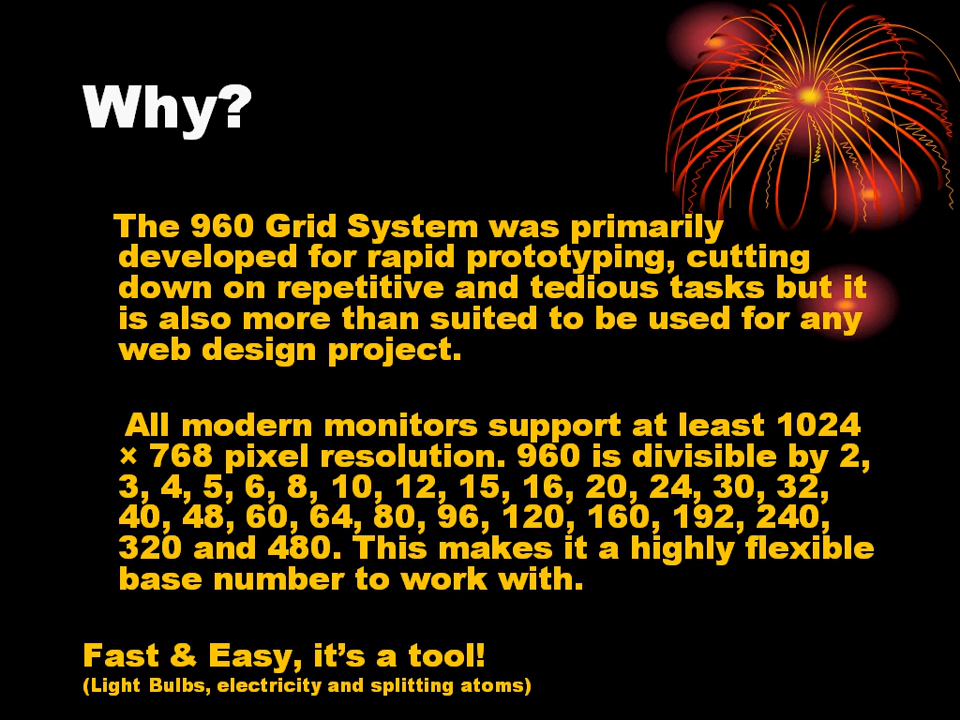 Why?
The 960 Grid System was primarily
developed for rapid prototyping, cutting
down on repetitive and tedious tasks but it
is also more than suited to be used for any
web design project.
All modern monitors support at least 1024
× 768 pixel resolution. 960 is divisible by 2,
3, 4, 5, 6, 8, 10, 12, 15, 16, 20, 24, 30, 32,
40, 48, 60, 64, 80, 96, 120, 160, 192, 240,
320 and 480. This makes it a highly flexible
base number to work with.
Fast & Easy, it’s a tool!
(Light Bulbs, electricity and splitting atoms)